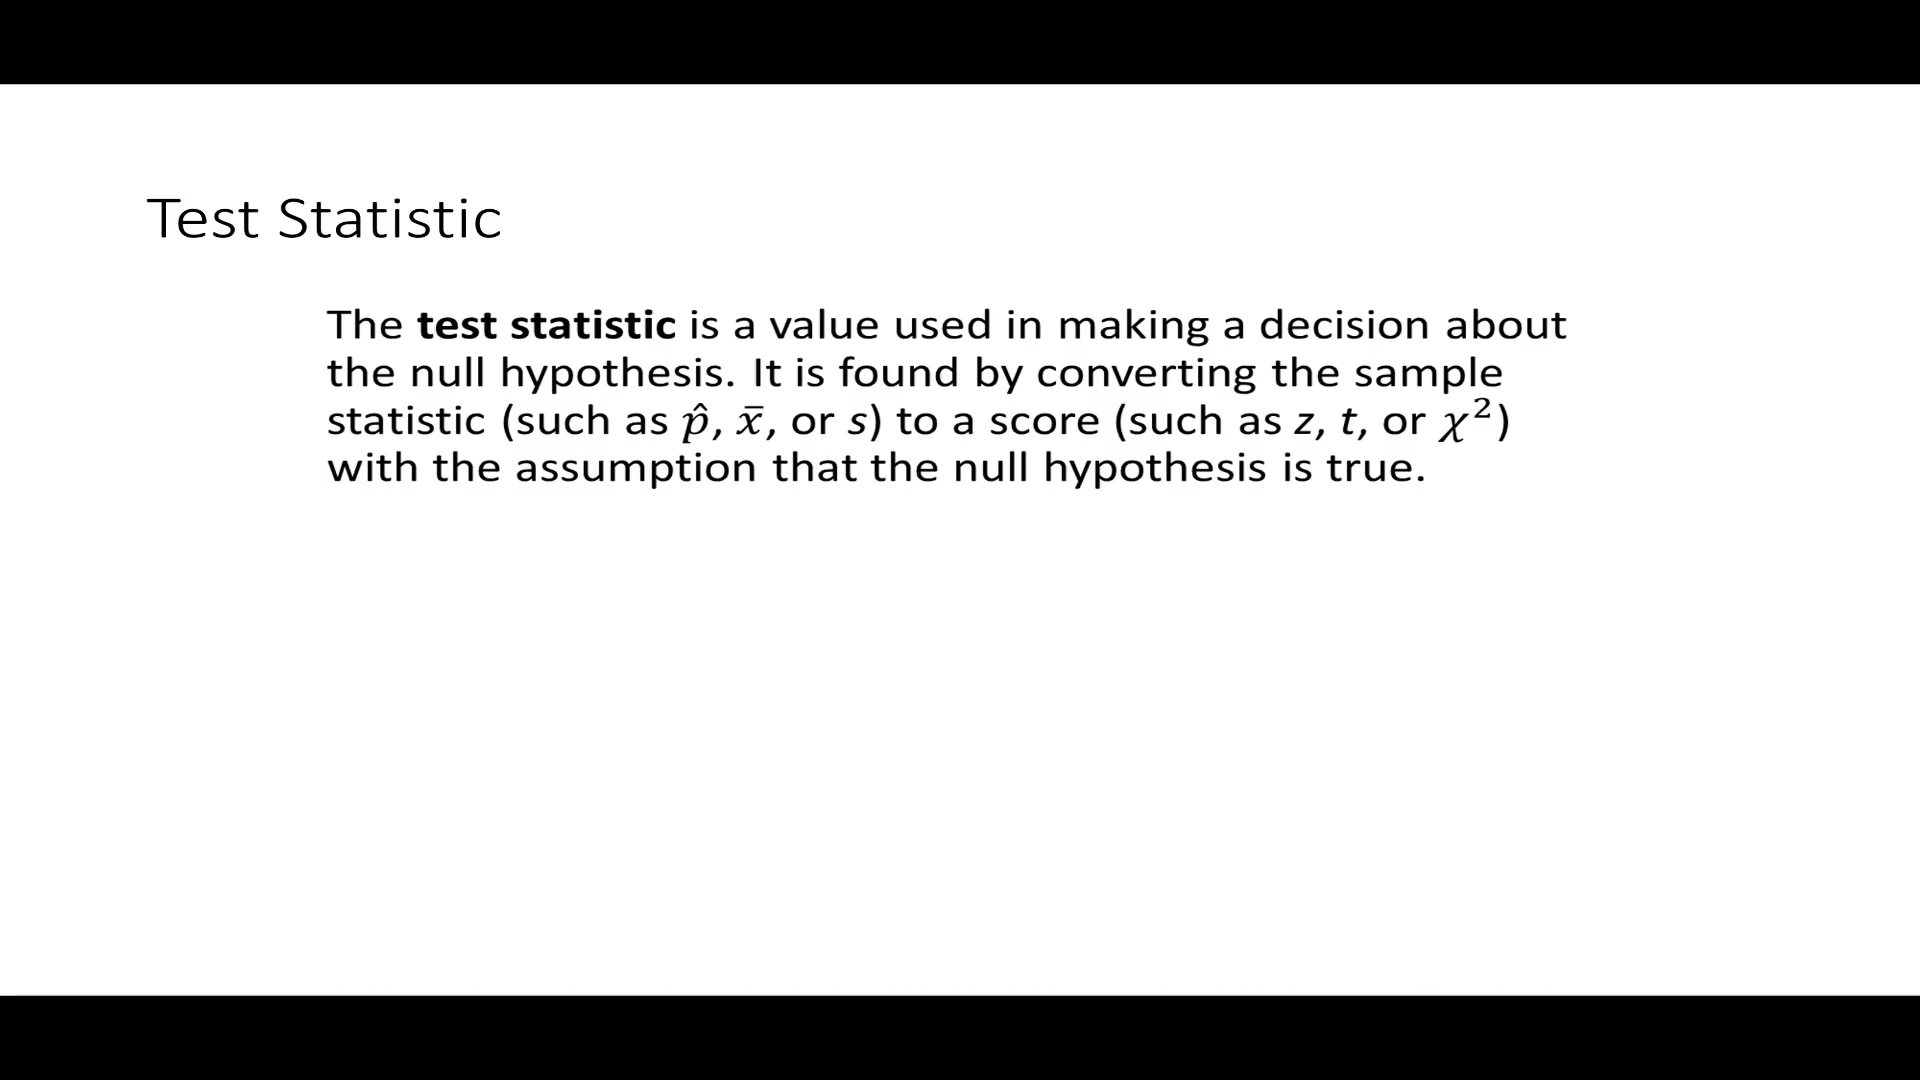 Test Statistic
The test statistic is a value used in making a decision about
the null hypothesis. It is found by converting the sample
statistic (such as p̂, x̄, or s) to a score (such as z, t, or χ²)
with the assumption that the null hypothesis is true.